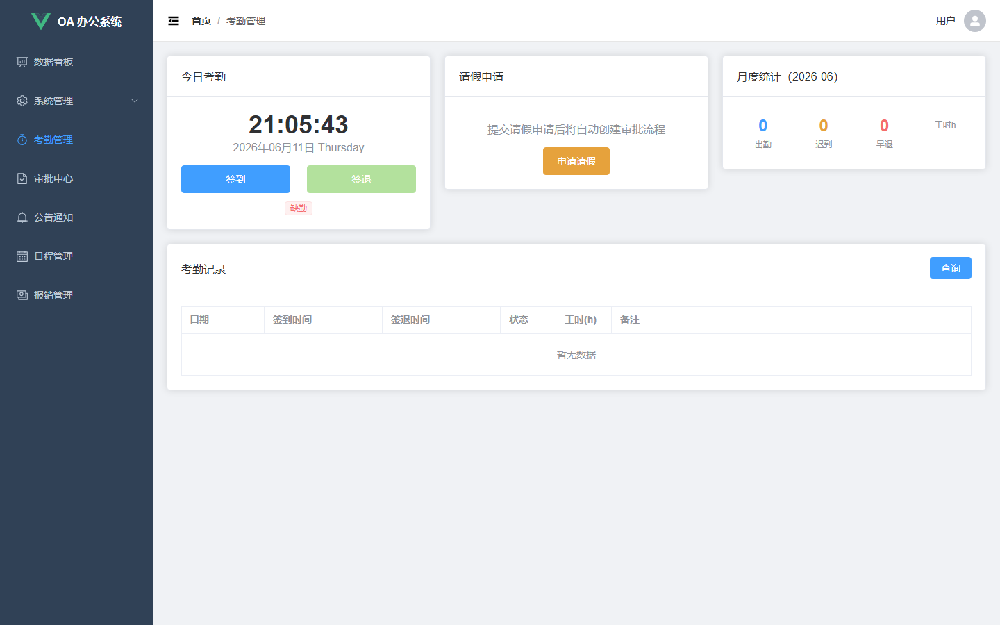 OA 办公系统
数据看板
系统管理
考勤管理
审批中心
公告通知
日程管理
报销管理
首页 / 考勤管理
用户
今日考勤
21:05:43
2026年06月11日 Thursday
签到
签退
缺勤
请假申请
提交请假申请后将自动创建审批流程
申请请假
月度统计（2026-06）
0
出勤
0
迟到
0
早退
工时h
考勤记录
查询
日期 签到时间 签退时间 状态 工时(h) 备注
暂无数据